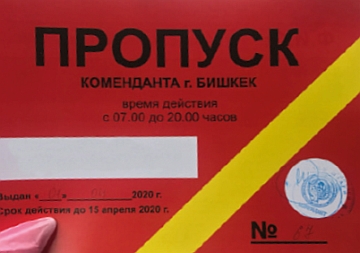 ПРОПУСК
КОМЕНДАНТА г. БИШКЕК
время действия
с 07.00 до 20.00 часов
Выдан « » 2020 г.
Срок действия до 15 апреля 2020 г.
№